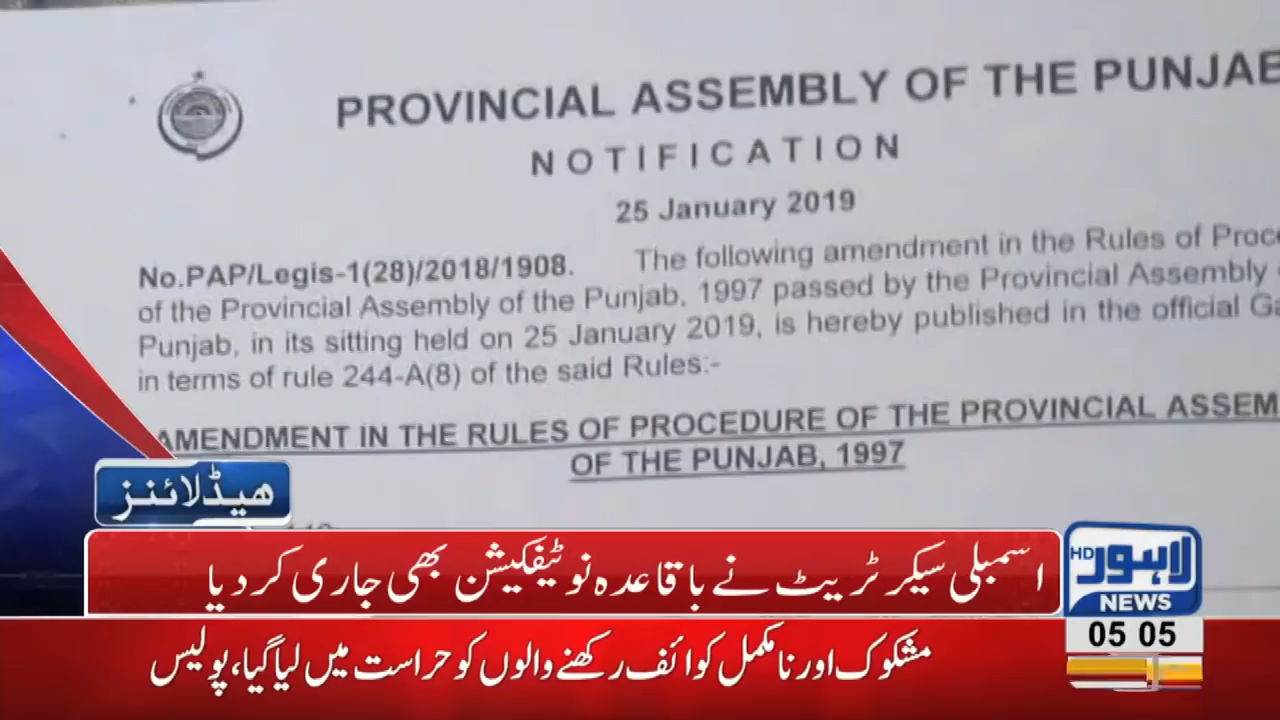 PROVINCIAL ASSEMBLY OF THE PUNJAB
NOTIFICATION
25 January 2019
No.PAP/Legis-1(28)/2018/1908. The following amendment in the Rules of Proce
of the Provincial Assembly of the Punjab, 1997 passed by the Provincial Assembly
Punjab, in its sitting held on 25 January 2019, is hereby published in the official Ga
in terms of rule 244-A(8) of the said Rules:-
AMENDMENT IN THE RULES OF PROCEDURE OF THE PROVINCIAL ASSEM
OF THE PUNJAB, 1997
ہیڈلائنز
اسمبلی سیکرٹریٹ نے باقاعدہ نوٹیفکیشن بھی جاری کر دیا
HD لاہور
NEWS
05 05
مشکوک اور نامکمل کوائف رکھنے والوں کو حراست میں لیا گیا، پولیس